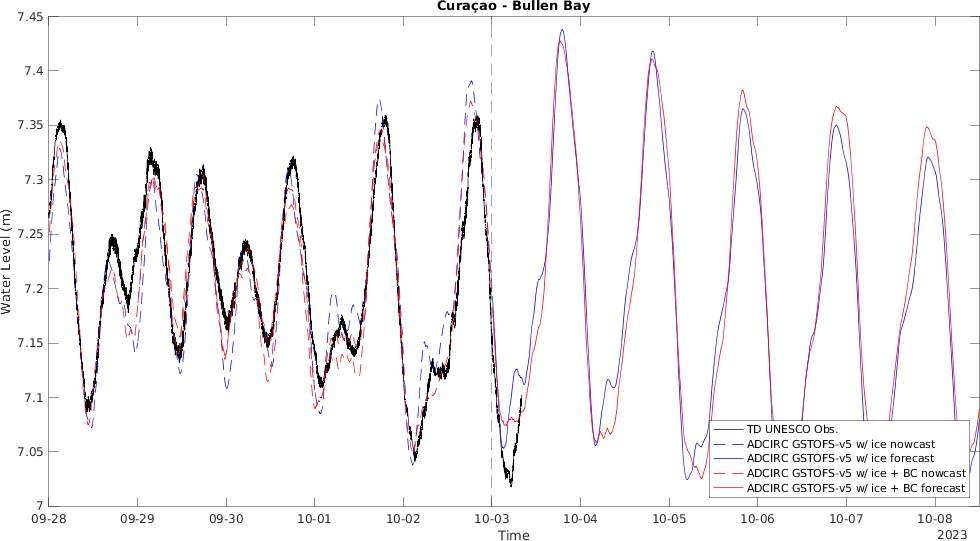 Curaçao - Bullen Bay
Water Level (m)
7.45
7.4
7.35
7.3
7.25
7.2
7.15
7.1
7.05
7
TD UNESCO Obs.
ADCIRC GSTOFS-v5 w/ ice nowcast
ADCIRC GSTOFS-v5 w/ ice forecast
ADCIRC GSTOFS-v5 w/ ice + BC nowcast
ADCIRC GSTOFS-v5 w/ ice + BC forecast
09-28 09-29 09-30 10-01 10-02 10-03 10-04 10-05 10-06 10-07 10-08
Time
2023